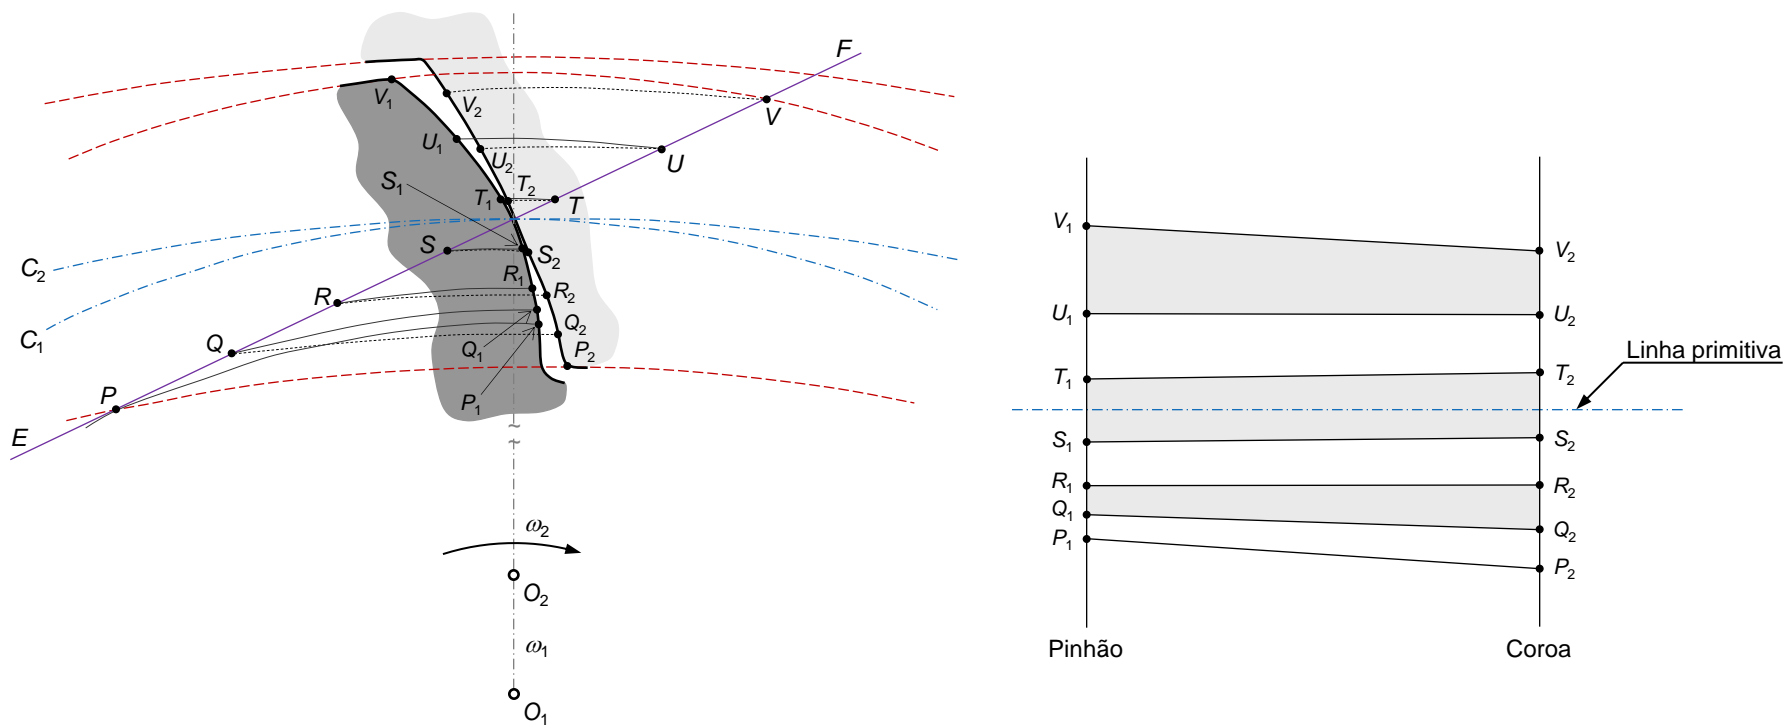 F
V₁
V₂
V
U₁
U₂
U
S₁
T₁
T₂
T
S
S₂
C₂
R₁
R
R₂
C₁
Q
Q₁
Q₂
P₂
P
P₁
E
ω₂
O₂
ω₁
O₁
V₁
V₂
U₁
U₂
Linha primitiva
T₁
T₂
S₁
S₂
R₁
R₂
Q₁
Q₂
P₁
P₂
Pinhão
Coroa